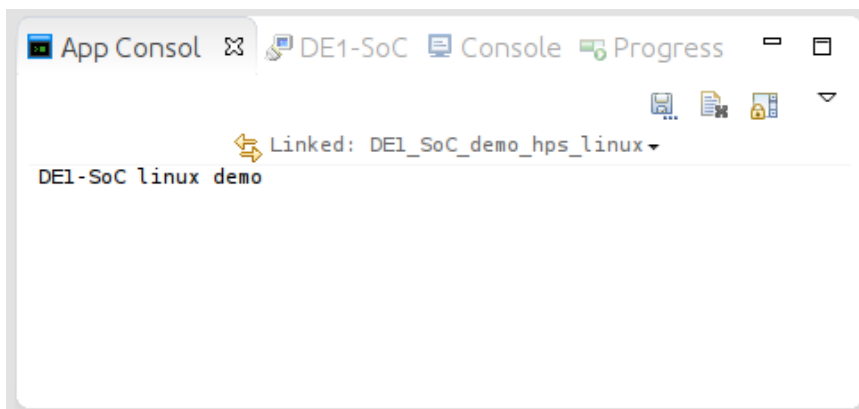 App Consol DE1-SoC Console Progress
Linked: DE1_SoC_demo_hps_linux
DE1-SoC linux demo